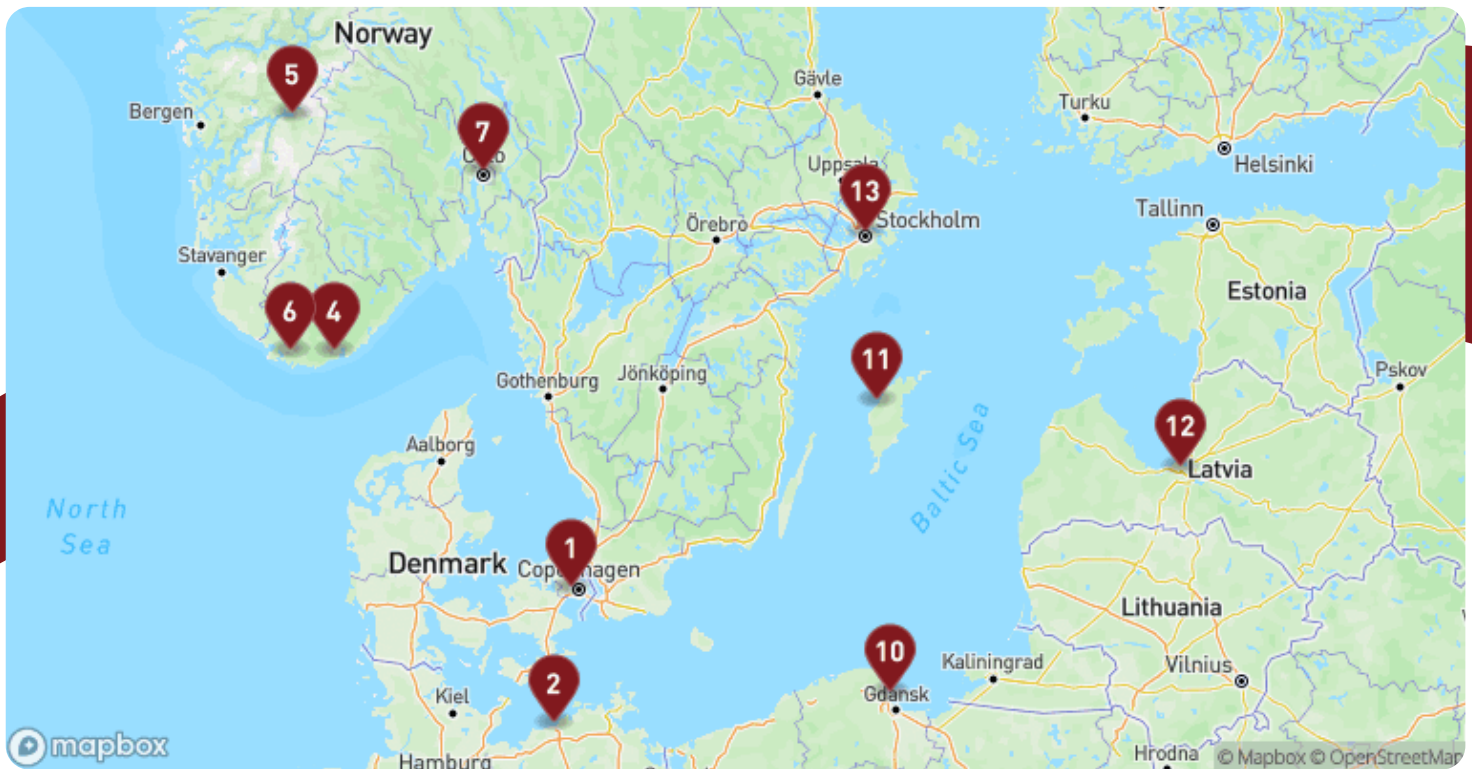 Norway
5
Gävle
Bergen
Turku
7
Helsinki
Uppsala
13
Stockholm
Örebro
Tallinn
Stavanger
Estonia
6
4
11
Gothenburg
Jönköping
Pskov
12
Aalborg
Latvia
Baltic Sea
North
Sea
1
Denmark
Copenhagen
Lithuania
10
Kaliningrad
Vilnius
2
Kiel
Gdansk
mapbox
Hamburg
Hrodna
© Mapbox © OpenStreetMap